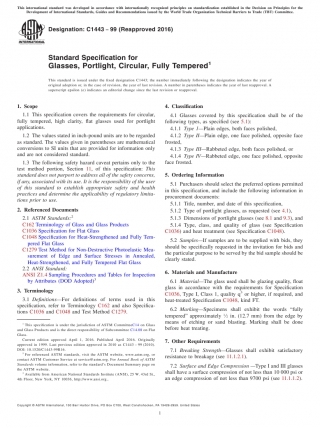 This international standard was developed in accordance with internationally recognized principles on standardization established in the Decision on Principles for the
Development of International Standards, Guides and Recommendations issued by the World Trade Organization Technical Barriers to Trade (TBT) Committee.
Designation: C1443 − 99 (Reapproved 2016)
INTERNATIONAL
Standard Specification for
Glasses, Portlight, Circular, Fully Tempered1
This standard is issued under the fixed designation C1443; the number immediately following the designation indicates the year of
original adoption or, in the case of revision, the year of last revision. A number in parentheses indicates the year of last reapproval. A
superscript epsilon (ε) indicates an editorial change since the last revision or reapproval.
1. Scope
1.1 This specification covers the requirements for circular,
fully tempered, high clarity, flat glasses used for portlight
applications.
1.2 The values stated in inch-pound units are to be regarded
as standard. The values given in parentheses are mathematical
conversions to SI units that are provided for information only
and are not considered standard.
1.3 The following safety hazard caveat pertains only to the
test method portion, Section 11, of this specification: This
standard does not purport to address all of the safety concerns,
if any, associated with its use. It is the responsibility of the user
of this standard to establish appropriate safety and health
practices and determine the applicability of regulatory limita-
tions prior to use.
2. Referenced Documents
2.1 ASTM Standards:2
C162 Terminology of Glass and Glass Products
C1036 Specification for Flat Glass
C1048 Specification for Heat-Strengthened and Fully Tem-
pered Flat Glass
C1279 Test Method for Non-Destructive Photoelastic Mea-
surement of Edge and Surface Stresses in Annealed,
Heat-Strengthened, and Fully Tempered Flat Glass
2.2 ANSI Standard:
ANSI Z1.4 Sampling Procedures and Tables for Inspection
by Attributes (DOD Adopted)3
3. Terminology
3.1 Definitions—For definitions of terms used in this
specification, refer to Terminology C162 and also Specifica-
tions C1036 and C1048 and Test Method C1279.
1 This specification is under the jurisdiction of ASTM Committee C14 on Glass
and Glass Products and is the direct responsibility of Subcommittee C14.08 on Flat
Glass.
Current edition approved April 1, 2016. Published April 2016. Originally
approved in 1999. Last previous edition approved in 2010 as C1443 – 99 (2010).
DOI: 10.1520/C1443-99R16.
2 For referenced ASTM standards, visit the ASTM website, www.astm.org, or
contact ASTM Customer Service at service@astm.org. For Annual Book of ASTM
Standards volume information, refer to the standard's Document Summary page on
the ASTM website.
3 Available from American National Standards Institute (ANSI), 25 W. 43rd St.,
4th Floor, New York, NY 10036, http://www.ansi.org.
4. Classification
4.1 Glasses covered by this specification shall be of the
following types, as specified (see 5.1):
4.1.1 Type I—Plain edges, both faces polished,
4.1.2 Type II—Plain edge, one face polished, opposite face
frosted,
4.1.3 Type III—Rabbeted edge, both faces polished, or
4.1.4 Type IV—Rabbeted edge, one face polished, opposite
face frosted.
5. Ordering Information
5.1 Purchasers should select the preferred options permitted
in this specification, and include the following information in
procurement documents:
5.1.1 Title, number, and date of this specification,
5.1.2 Type of portlight glasses, as required (see 4.1),
5.1.3 Dimensions of portlight glasses (see 8.1 and 9.3), and
5.1.4 Type, class, and quality of glass (see Specification
C1036) and heat treatment (see Specification C1048).
5.2 Samples—If samples are to be supplied with bids, they
should be specifically requested in the invitation for bids and
the particular purpose to be served by the bid sample should be
clearly stated.
6. Materials and Manufacture
6.1 Material—The glass used shall be glazing quality, float
glass in accordance with the requirements for Specification
C1036, Type I, Class 1, quality q3 or higher, if required, and
heat-treated Specification C1048, kind FT.
6.2 Marking—Specimens shall exhibit the words "fully
tempered" approximately ½ in. (12.7 mm) from the edge by
means of etching or sand blasting. Marking shall be done
before heat treating.
7. Other Requirements
7.1 Breaking Strength—Glasses shall exhibit satisfactory
resistance to breakage (see 11.1.2.1).
7.2 Surface Compression—Type I and III glasses
shall have a surface compression of not less than 10 000 psi or
an edge compression of not less than 9700 psi (see 11.1.1.2).
Copyright © ASTM International, 100 Barr Harbor Drive, PO Box C700, West Conshohocken, PA 19428-2959. United States
1